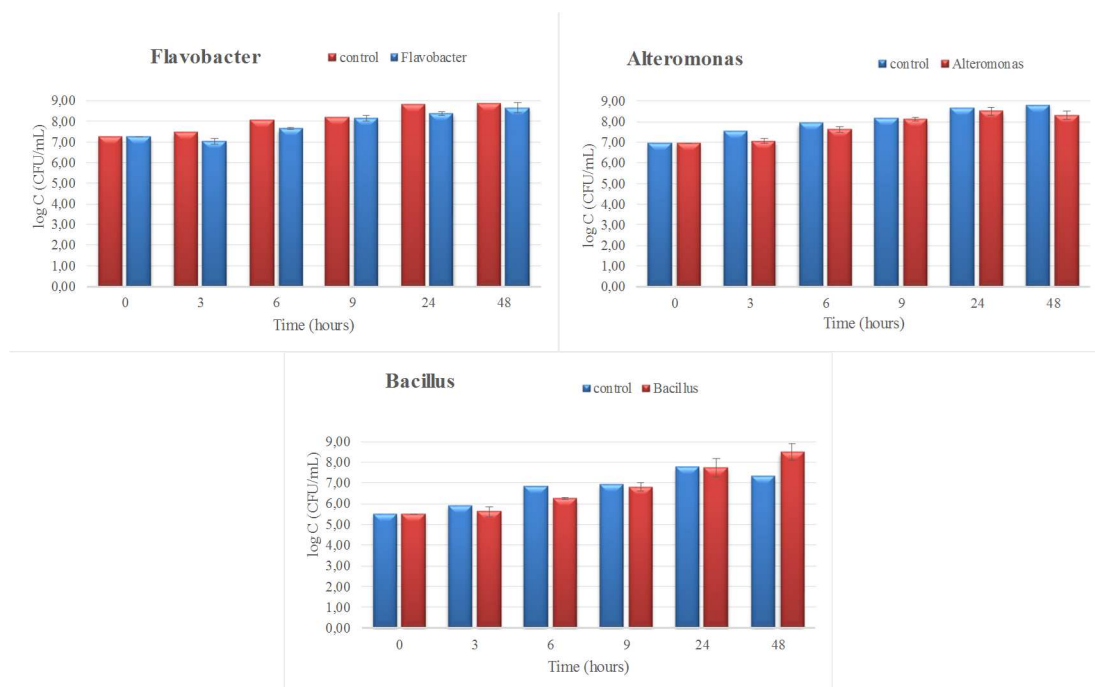 Flavobacter
control Flavobacter
9,00
8,00
7,00
6,00
5,00
4,00
3,00
2,00
1,00
0,00
log C (CFU/mL)
0 3 6 9 24 48
Time (hours)
Alteromonas
control Alteromonas
9,00
8,00
7,00
6,00
5,00
4,00
3,00
2,00
1,00
0,00
log C (CFU/mL)
0 3 6 9 24 48
Time (hours)
Bacillus
control Bacillus
9,00
8,00
7,00
6,00
5,00
4,00
3,00
2,00
1,00
0,00
log C (CFU/mL)
0 3 6 9 24 48
Time (hours)